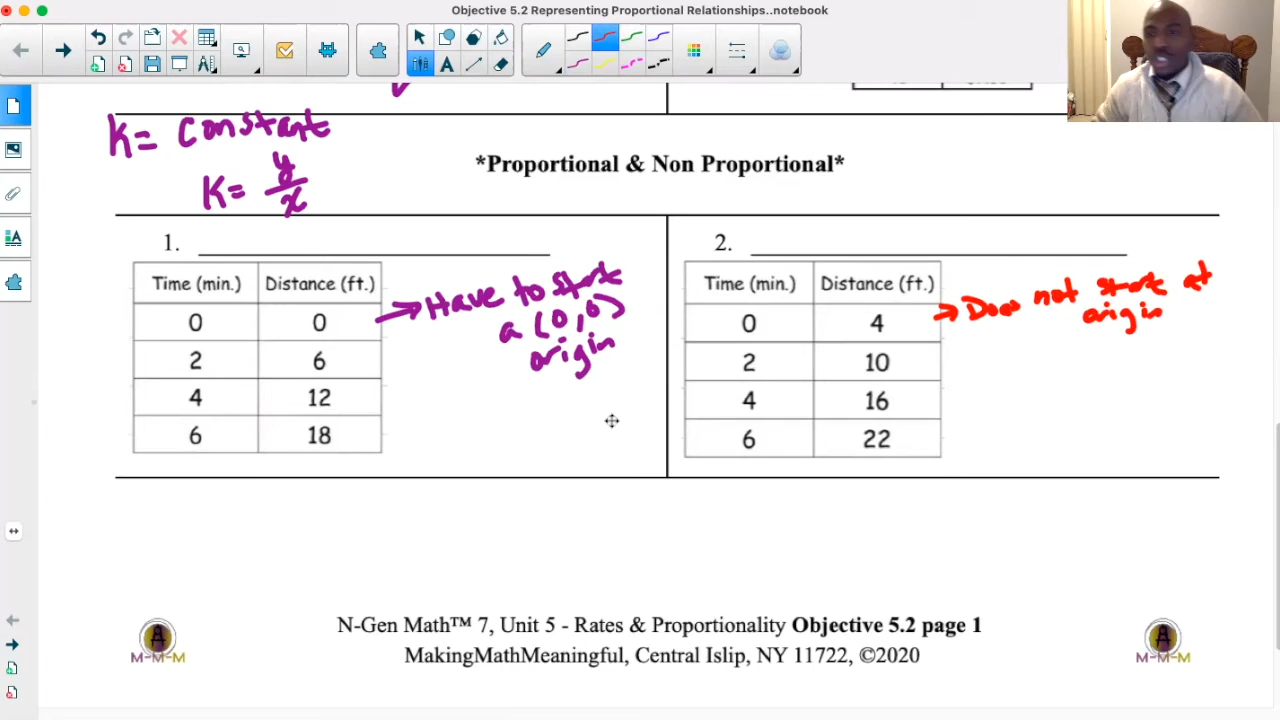 Objective 5.2 Representing Proportional Relationships..notebook
K= constant
K= y/x
*Proportional & Non Proportional*
1.
Time (min.) Distance (ft.)
0 0
2 6
4 12
6 18
→ Have to start
a (0,0)
origin
2.
Time (min.) Distance (ft.)
0 4
2 10
4 16
6 22
→ Does not start at
origin
N-Gen Math™ 7, Unit 5 - Rates & Proportionality Objective 5.2 page 1
MakingMathMeaningful, Central Islip, NY 11722, ©2020
M-M-M
M-M-M